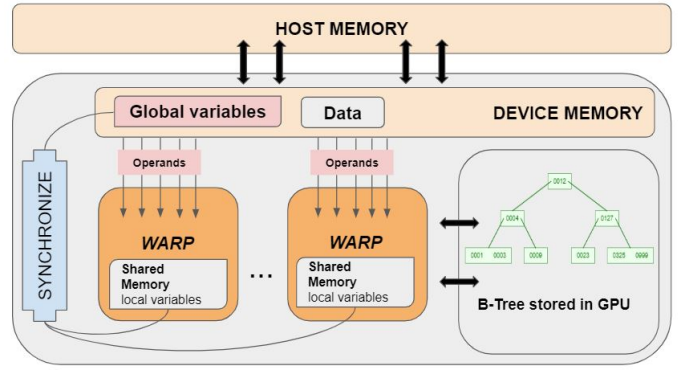 HOST MEMORY
Global variables
Data
DEVICE MEMORY
Operands
Operands
SYNCHRONIZE
WARP
Shared
Memory
local variables
...
WARP
Shared
Memory
local variables
0012
0004
0127
0001 0003
0009
0023
0325 0999
B-Tree stored in GPU